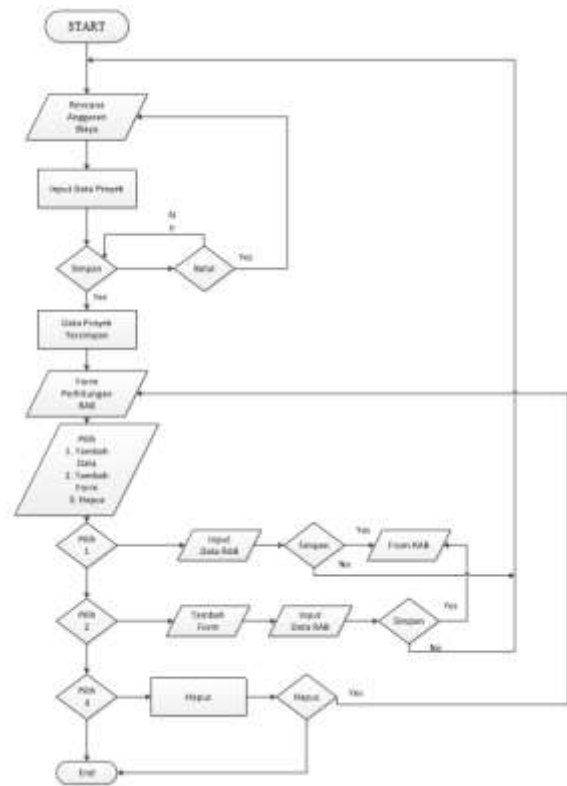 START
Rencana
Anggaran
Biaya
Input Data Proyek
N
o
Simpan
Batal
Yes
Yes
Data Proyek
Tersimpan
Form
Perhitungan
RAB
Pilih
1. Tambah
Data
2. Tambah
Form
3. Hapus
Pilih
1
Input
Data RAB
Simpan
Yes
From RAB
No
Pilih
2
Tambah
Form
Input
Data RAB
Simpan
Yes
No
Pilih
Hapus
Hapus
Yes
End